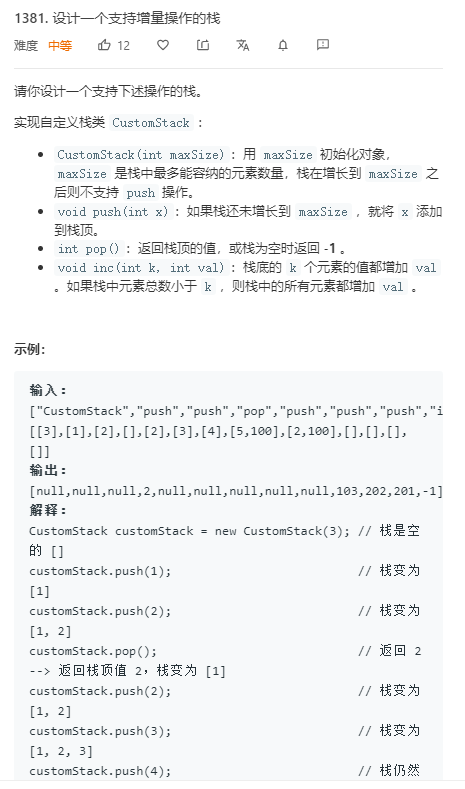 1381. 设计一个支持增量操作的栈
难度 中等 12
请你设计一个支持下述操作的栈。
实现自定义栈类 CustomStack ：
• CustomStack(int maxSize) ：用 maxSize 初始化对象，
maxSize 是栈中最多能容纳的元素数量，栈在增长到 maxSize 之
后则不支持 push 操作。
• void push(int x) ：如果栈还未增长到 maxSize ，就将 x 添加
到栈顶。
• int pop() ：返回栈顶的值，或栈为空时返回 -1 。
• void inc(int k, int val) ：栈底的 k 个元素的值都增加 val
。如果栈中元素总数小于 k ，则栈中的所有元素都增加 val 。
示例：
输入：
["CustomStack","push","push","pop","push","push","push","i
[[3],[1],[2],[],[2],[3],[4],[5,100],[2,100],[],[],[],
[]]
输出：
[null,null,null,2,null,null,null,null,null,103,202,201,-1]
解释：
CustomStack customStack = new CustomStack(3); // 栈是空
的 []
customStack.push(1); // 栈变为
[1]
customStack.push(2); // 栈变为
[1, 2]
customStack.pop(); // 返回 2
--> 返回栈顶值 2，栈变为 [1]
customStack.push(2); // 栈变为
[1, 2]
customStack.push(3); // 栈变为
[1, 2, 3]
customStack.push(4); // 栈仍然